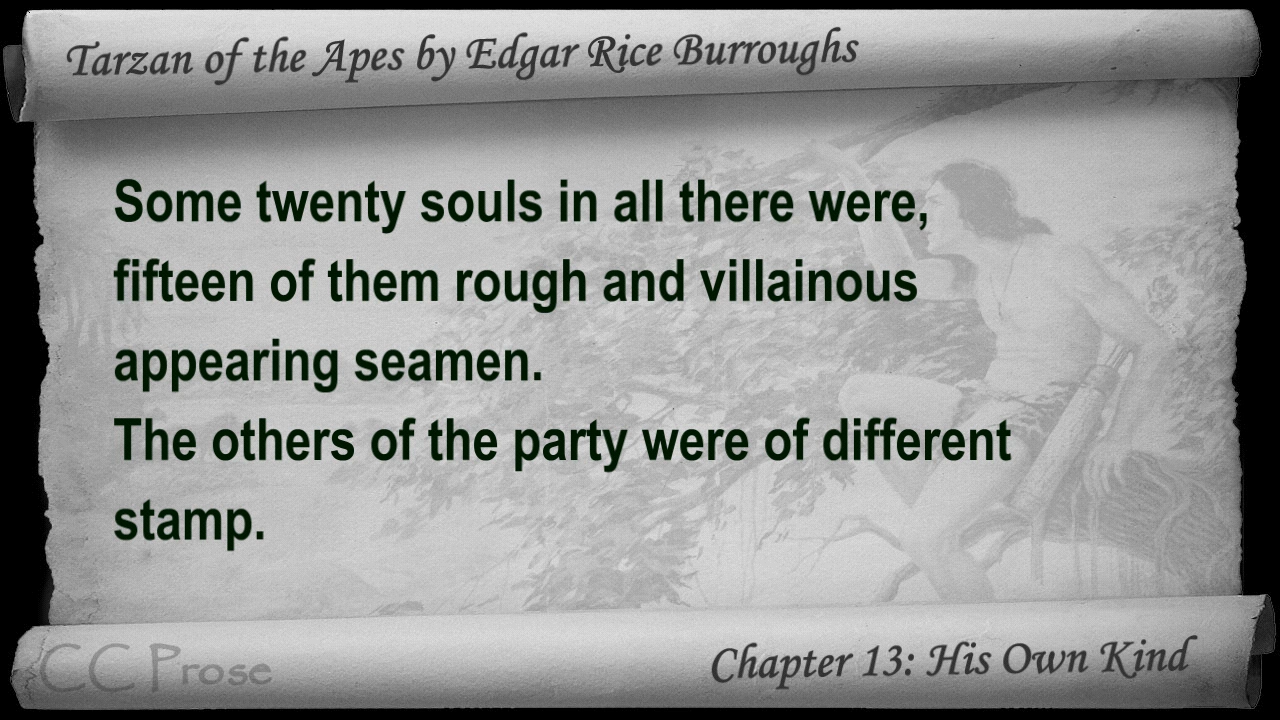 Tarzan of the Apes by Edgar Rice Burroughs
Some twenty souls in all there were,
fifteen of them rough and villainous
appearing seamen.
The others of the party were of different
stamp.
CC Prose
Chapter 13: His Own Kind